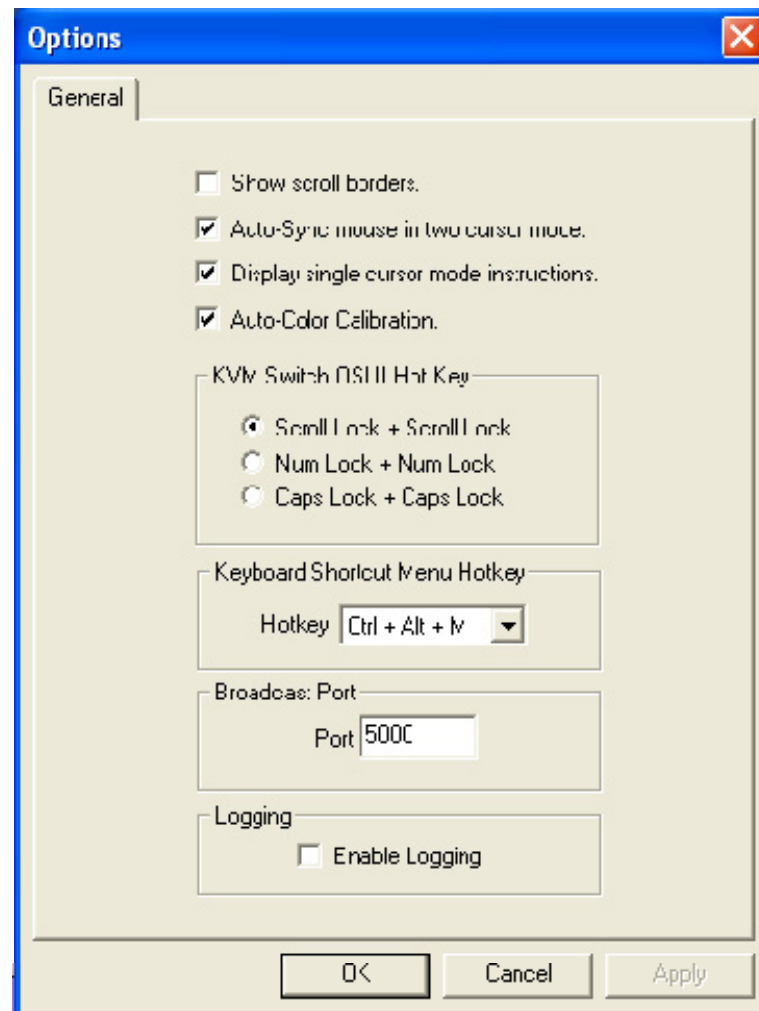 Options
General
Show scroll borders.
Auto-Sync mouse in two cursor mode.
Display single cursor mode instructions.
Auto-Color Calibration.
KVM Switch OSUI Hot Key
Scroll Lock + Scroll Lock
Num Lock + Num Lock
Caps Lock + Caps Lock
Keyboard Shortcut Menu Hotkey
Hotkey Ctrl + Alt + M
Broadcast Port
Port 5000
Logging
Enable Logging
OK Cancel Apply